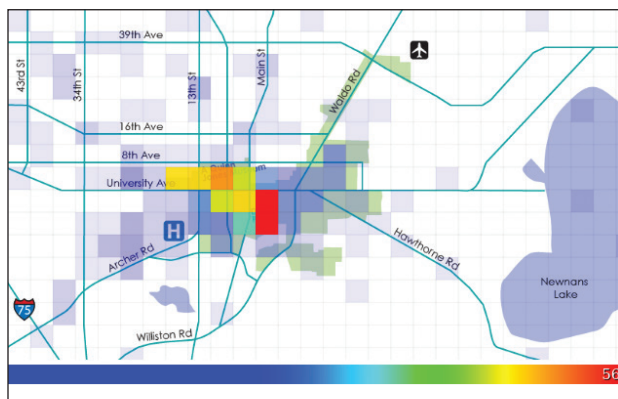 39th Ave
43rd St
34th St
13th St
Main St
Waldo Rd
16th Ave
8th Ave
University Ave
H
Archer Rd
Hawthorne Rd
Newnans
Lake
75
Williston Rd
56